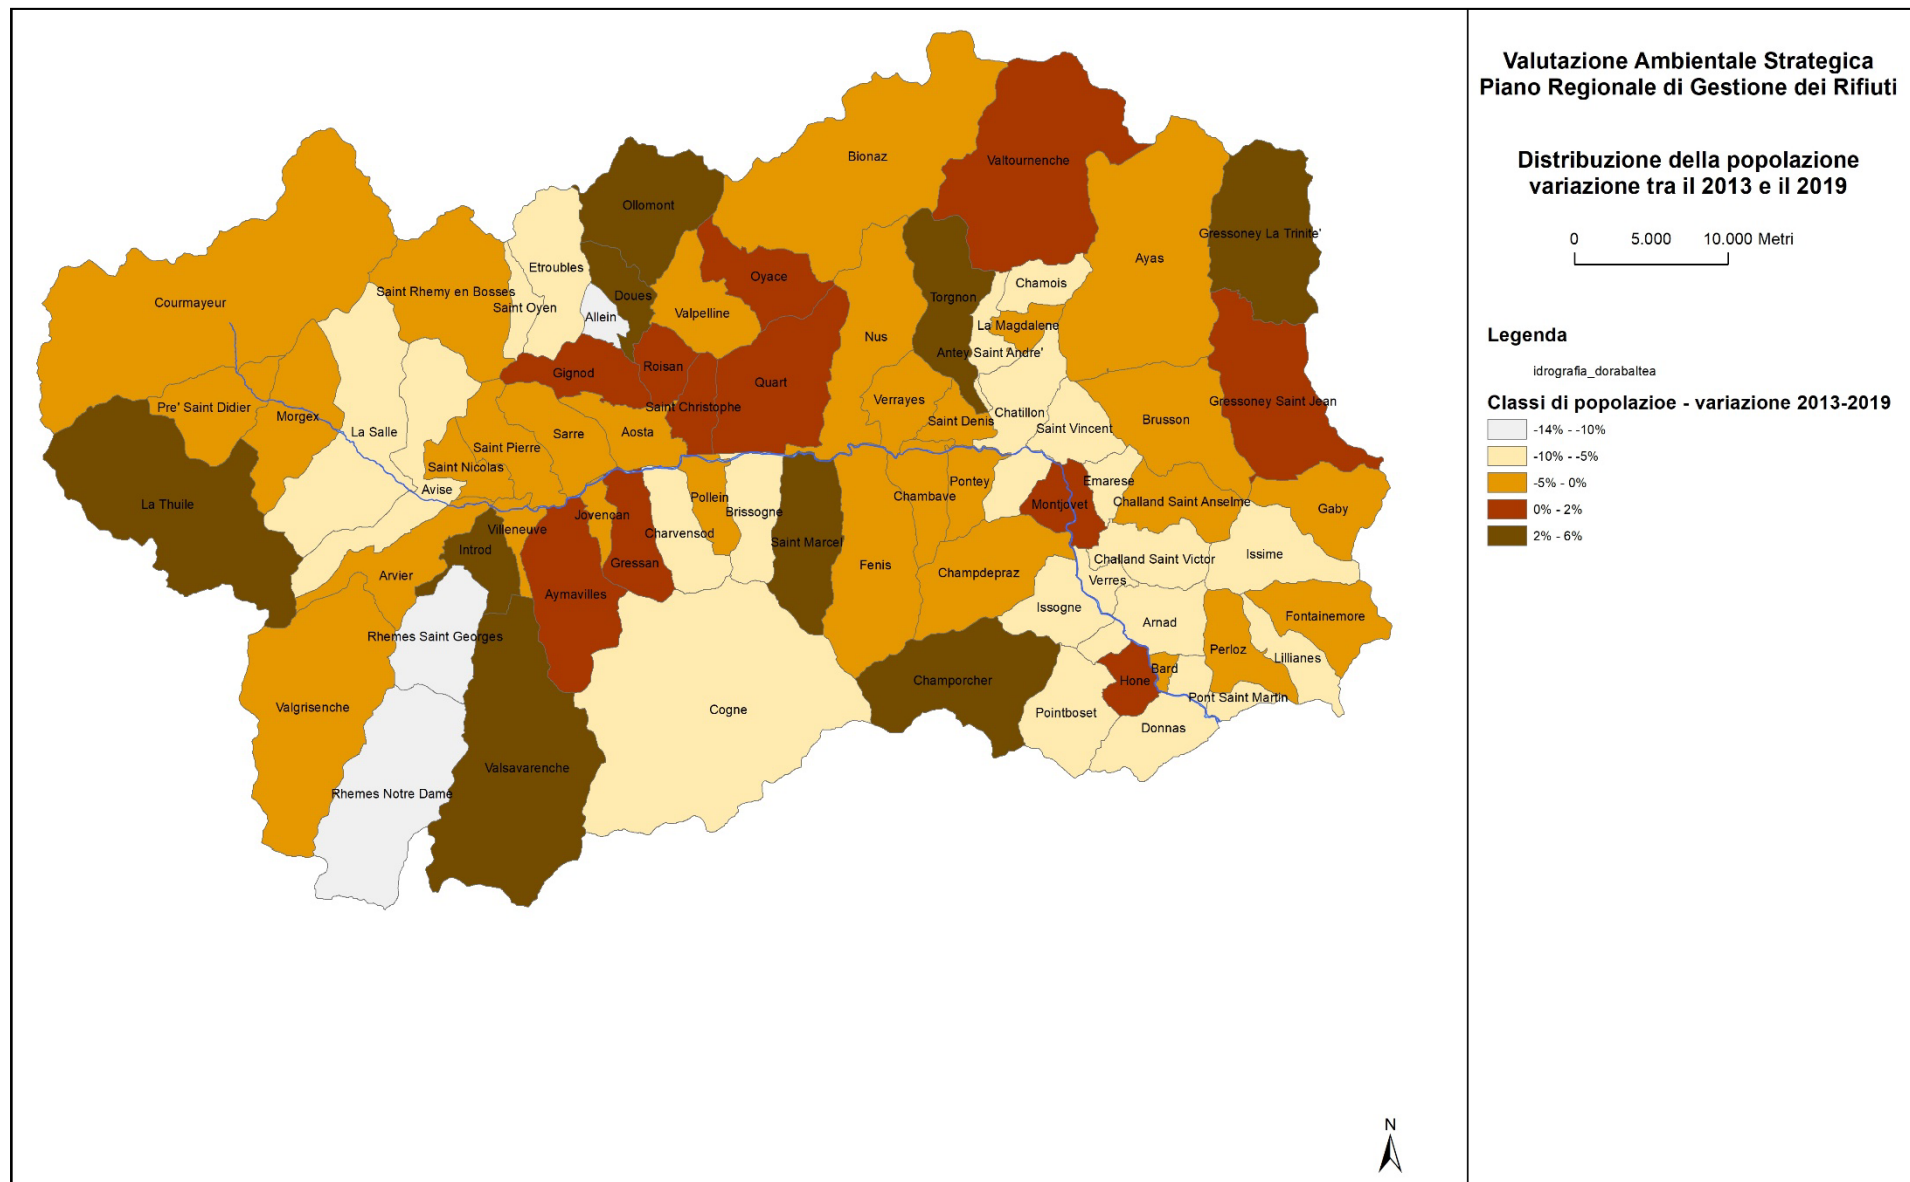 Valutazione Ambientale Strategica
Piano Regionale di Gestione dei Rifiuti
Distribuzione della popolazione
variazione tra il 2013 e il 2019
0 5.000 10.000 Metri
Legenda
idrografia_dorabaltea
Classi di popolazioe - variazione 2013-2019
-14% - -10%
-10% - -5%
-5% - 0%
0% - 2%
2% - 6%
Bionaz
Valtournenche
Ollomont
Gressoney La Trinite'
Ayas
Etroubles
Oyace
Chamois
Saint Rhemy en Bosses
Doues
Torgnon
Courmayeur
Saint Oyen
Allein
Valpelline
La Magdalene
Nus
Antey Saint Andre'
Gignod
Roisan
Quart
Verrayes
Gressoney Saint Jean
Pre' Saint Didier
Morgex
Saint Christophe
Chatillon
Saint Denis
Brusson
La Salle
Sarre
Aosta
Saint Vincent
Saint Pierre
Saint Nicolas
Emarese
Avise
Pontey
Chambave
Pollein
Challand Saint Anselme
La Thuile
Montjovet
Gaby
Brissogne
Jovencan
Villeneuve
Charvensod
Saint Marcel
Introd
Issime
Gressan
Challand Saint Victor
Fenis
Arvier
Champdepraz
Verres
Aymavilles
Issogne
Fontainemore
Arnad
Rhemes Saint Georges
Perloz
Lillianes
Bard
Hone
Champorcher
Pont Saint Martin
Valgrisenche
Cogne
Pointboset
Donnas
Valsavarenche
Rhemes Notre Dame
N